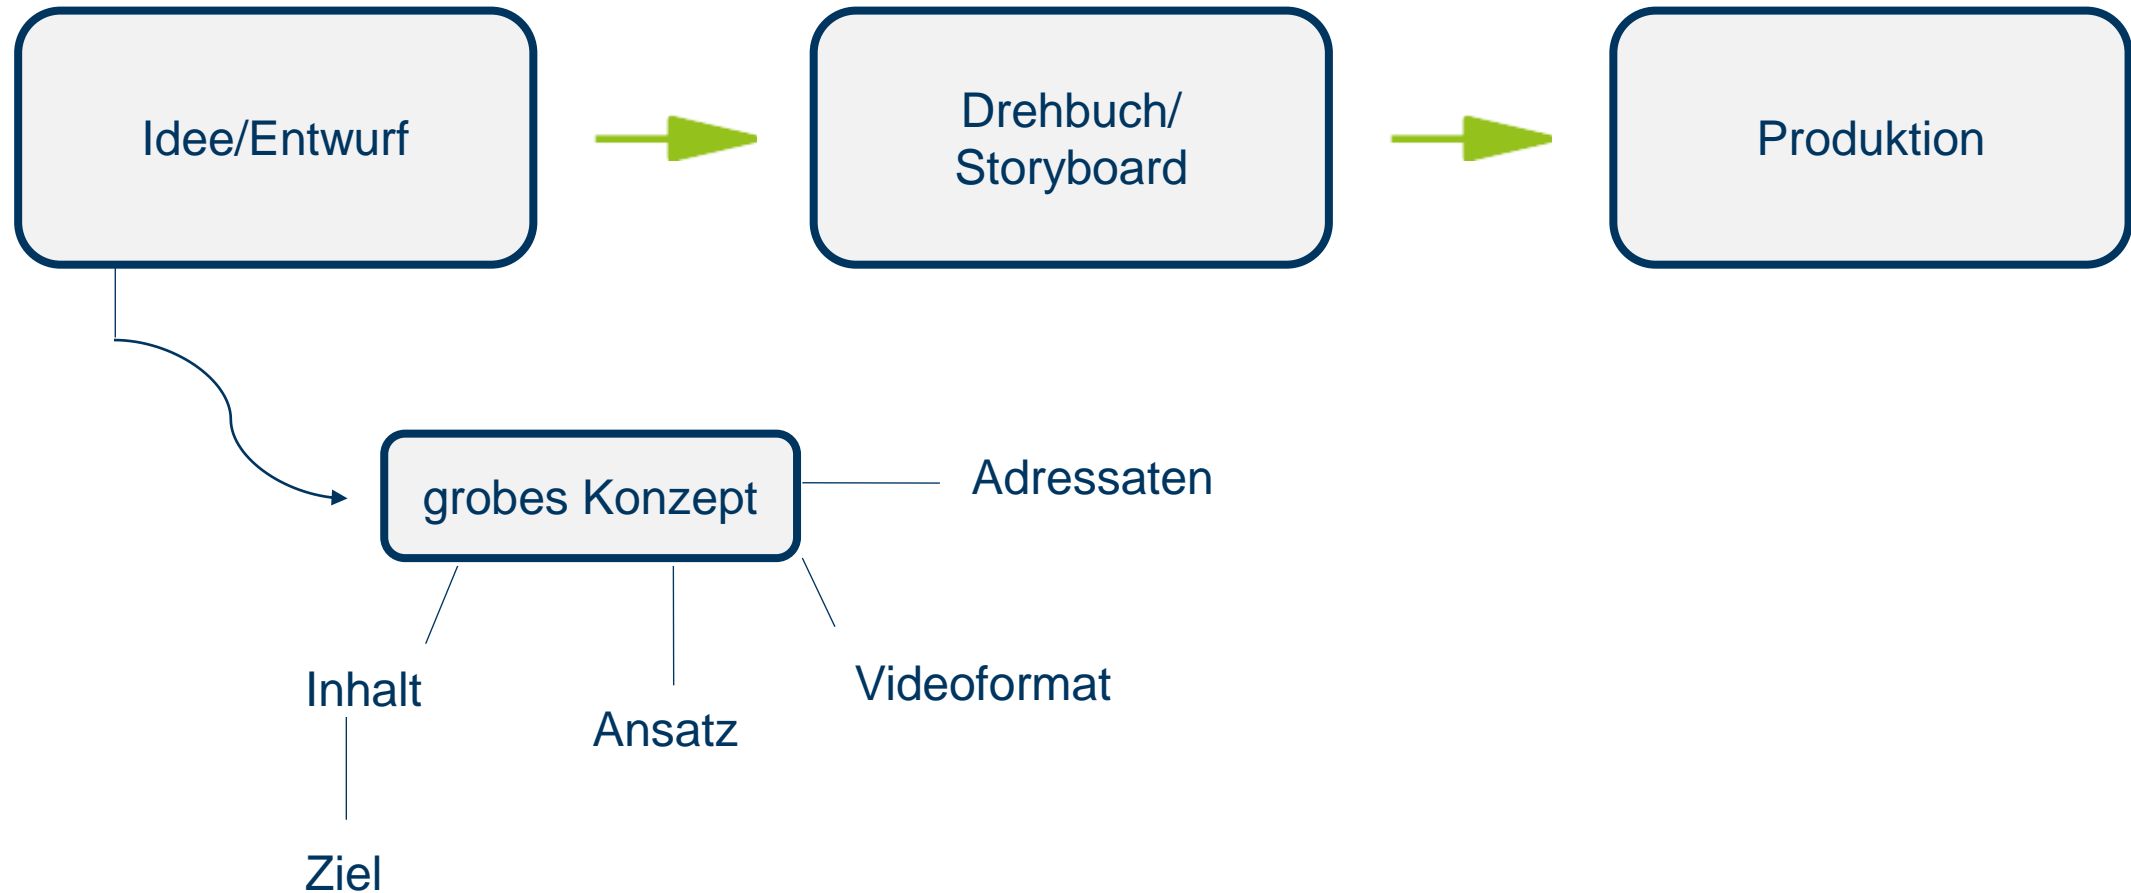 Idee/Entwurf
Drehbuch/
Storyboard
Produktion
grobes Konzept
Adressaten
Inhalt
Ansatz
Videoformat
Ziel